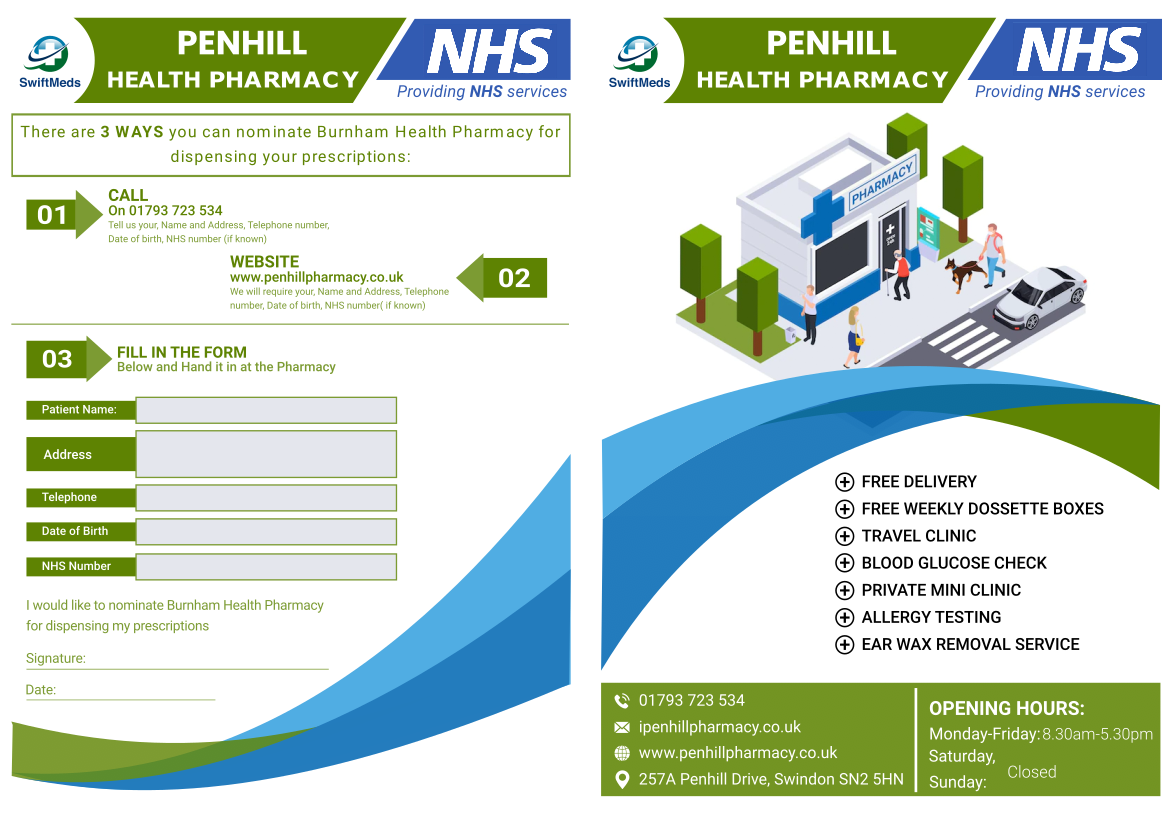 SwiftMeds
PENHILL
HEALTH PHARMACY
NHS
Providing NHS services
There are 3 WAYS you can nominate Burnham Health Pharmacy for
dispensing your prescriptions:
01
CALL
On 01793 723 534
Tell us your, Name and Address, Telephone number,
Date of birth, NHS number (if known)
WEBSITE
www.penhillpharmacy.co.uk
We will require your, Name and Address, Telephone
number, Date of birth, NHS number( if known)
02
03
FILL IN THE FORM
Below and Hand it in at the Pharmacy
Patient Name:
Address
Telephone
Date of Birth
NHS Number
I would like to nominate Burnham Health Pharmacy
for dispensing my prescriptions
Signature:
Date:
SwiftMeds
PENHILL
HEALTH PHARMACY
NHS
Providing NHS services
PHARMACY
FREE DELIVERY
FREE WEEKLY DOSSETTE BOXES
TRAVEL CLINIC
BLOOD GLUCOSE CHECK
PRIVATE MINI CLINIC
ALLERGY TESTING
EAR WAX REMOVAL SERVICE
01793 723 534
ipenhillpharmacy.co.uk
www.penhillpharmacy.co.uk
257A Penhill Drive, Swindon SN2 5HN
OPENING HOURS:
Monday-Friday: 8.30am-5.30pm
Saturday,
Sunday:
Closed